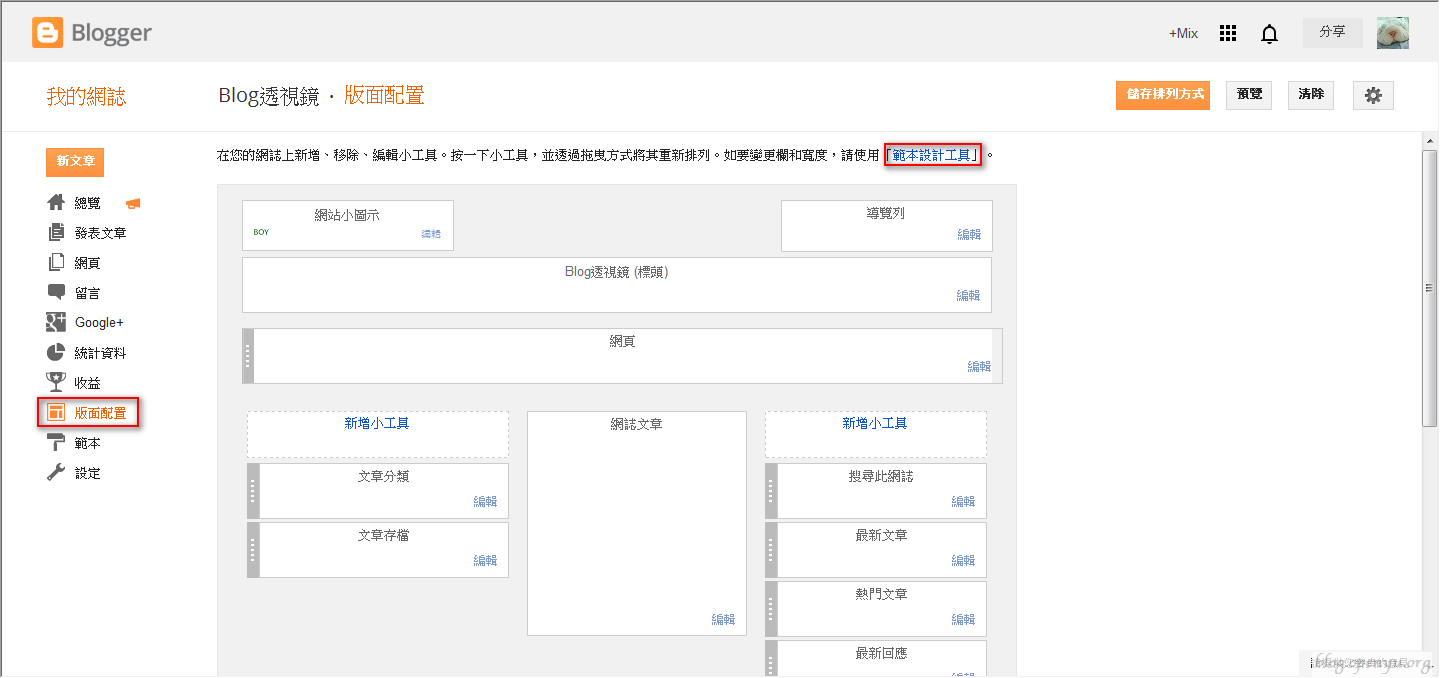 Blogger
+Mix
分享
我的網誌
Blog透視鏡 · 版面配置
儲存排列方式
預覽
清除
新文章
總覽
發表文章
網頁
留言
Google+
統計資料
收益
版面配置
範本
設定
在您的網誌上新增、移除、編輯小工具。按一下小工具，並透過拖曳方式將其重新排列。如要變更欄和寬度，請使用「範本設計工具」。
網站小圖示
BOY
編輯
導覽列
編輯
Blog透視鏡 (標頭)
編輯
網頁
編輯
新增小工具
文章分類
編輯
文章存檔
編輯
網誌文章
編輯
新增小工具
搜尋此網誌
編輯
最新文章
編輯
熱門文章
編輯
最新回應
編輯